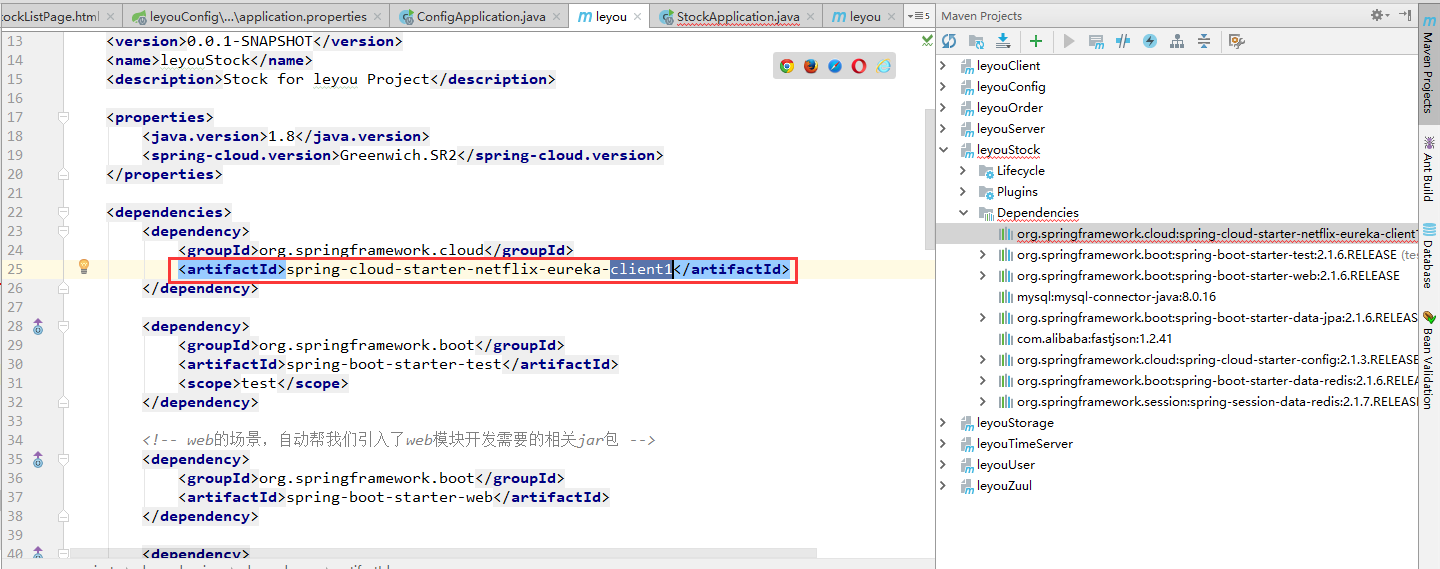 tockListPage.html
leyouConfig\...\application.properties
ConfigApplication.java
leyou
StockApplication.java
leyou
5
Maven Projects
13 <version>0.0.1-SNAPSHOT</version>
14 <name>leyouStock</name>
15 <description>Stock for leyou Project</description>
16
17 <properties>
18 <java.version>1.8</java.version>
19 <spring-cloud.version>Greenwich.SR2</spring-cloud.version>
20 </properties>
21
22 <dependencies>
23 <dependency>
24 <groupId>org.springframework.cloud</groupId>
25 <artifactId>spring-cloud-starter-netflix-eureka-client1</artifactId>
26 </dependency>
27
28 <dependency>
29 <groupId>org.springframework.boot</groupId>
30 <artifactId>spring-boot-starter-test</artifactId>
31 <scope>test</scope>
32 </dependency>
33
34 <!-- web的场景，自动帮我们引入了web模块开发需要的相关jar包 -->
35 <dependency>
36 <groupId>org.springframework.boot</groupId>
37 <artifactId>spring-boot-starter-web</artifactId>
38 </dependency>
39
40 <dependency>
leyouClient
leyouConfig
leyouOrder
leyouServer
leyouStock
Lifecycle
Plugins
Dependencies
org.springframework.cloud:spring-cloud-starter-netflix-eureka-client1
org.springframework.boot:spring-boot-starter-test:2.1.6.RELEASE (tes
org.springframework.boot:spring-boot-starter-web:2.1.6.RELEASE
mysql:mysql-connector-java:8.0.16
org.springframework.boot:spring-boot-starter-data-jpa:2.1.6.RELEASE
com.alibaba:fastjson:1.2.41
org.springframework.cloud:spring-cloud-starter-config:2.1.3.RELEASE
org.springframework.boot:spring-boot-starter-data-redis:2.1.6.RELEASE
org.springframework.session:spring-session-data-redis:2.1.7.RELEASE
leyouStorage
leyouTimeServer
leyouUser
leyouZuul
Maven Projects
Ant Build
Database
Bean Validation